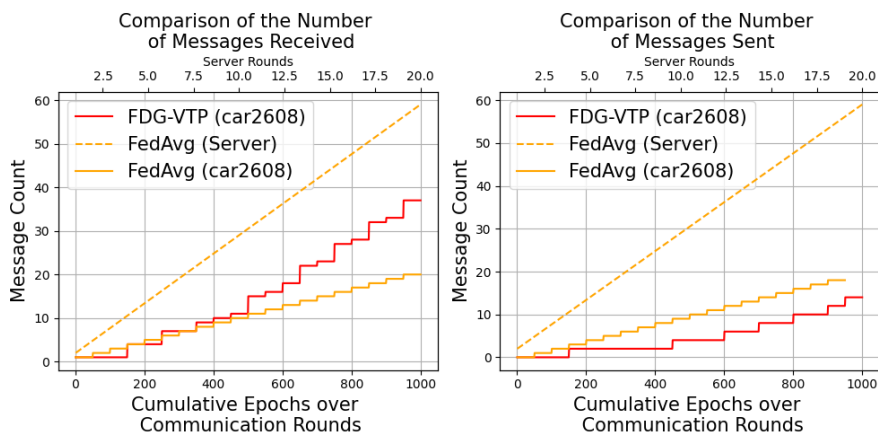 Comparison of the Number
of Messages Received
Server Rounds
2.5 5.0 7.5 10.0 12.5 15.0 17.5 20.0
60
50
40
30
20
10
0
Message Count
FDG-VTP (car2608)
FedAvg (Server)
FedAvg (car2608)
0 200 400 600 800 1000
Cumulative Epochs over
Communication Rounds
Comparison of the Number
of Messages Sent
Server Rounds
2.5 5.0 7.5 10.0 12.5 15.0 17.5 20.0
60
50
40
30
20
10
0
Message Count
FDG-VTP (car2608)
FedAvg (Server)
FedAvg (car2608)
0 200 400 600 800 1000
Cumulative Epochs over
Communication Rounds